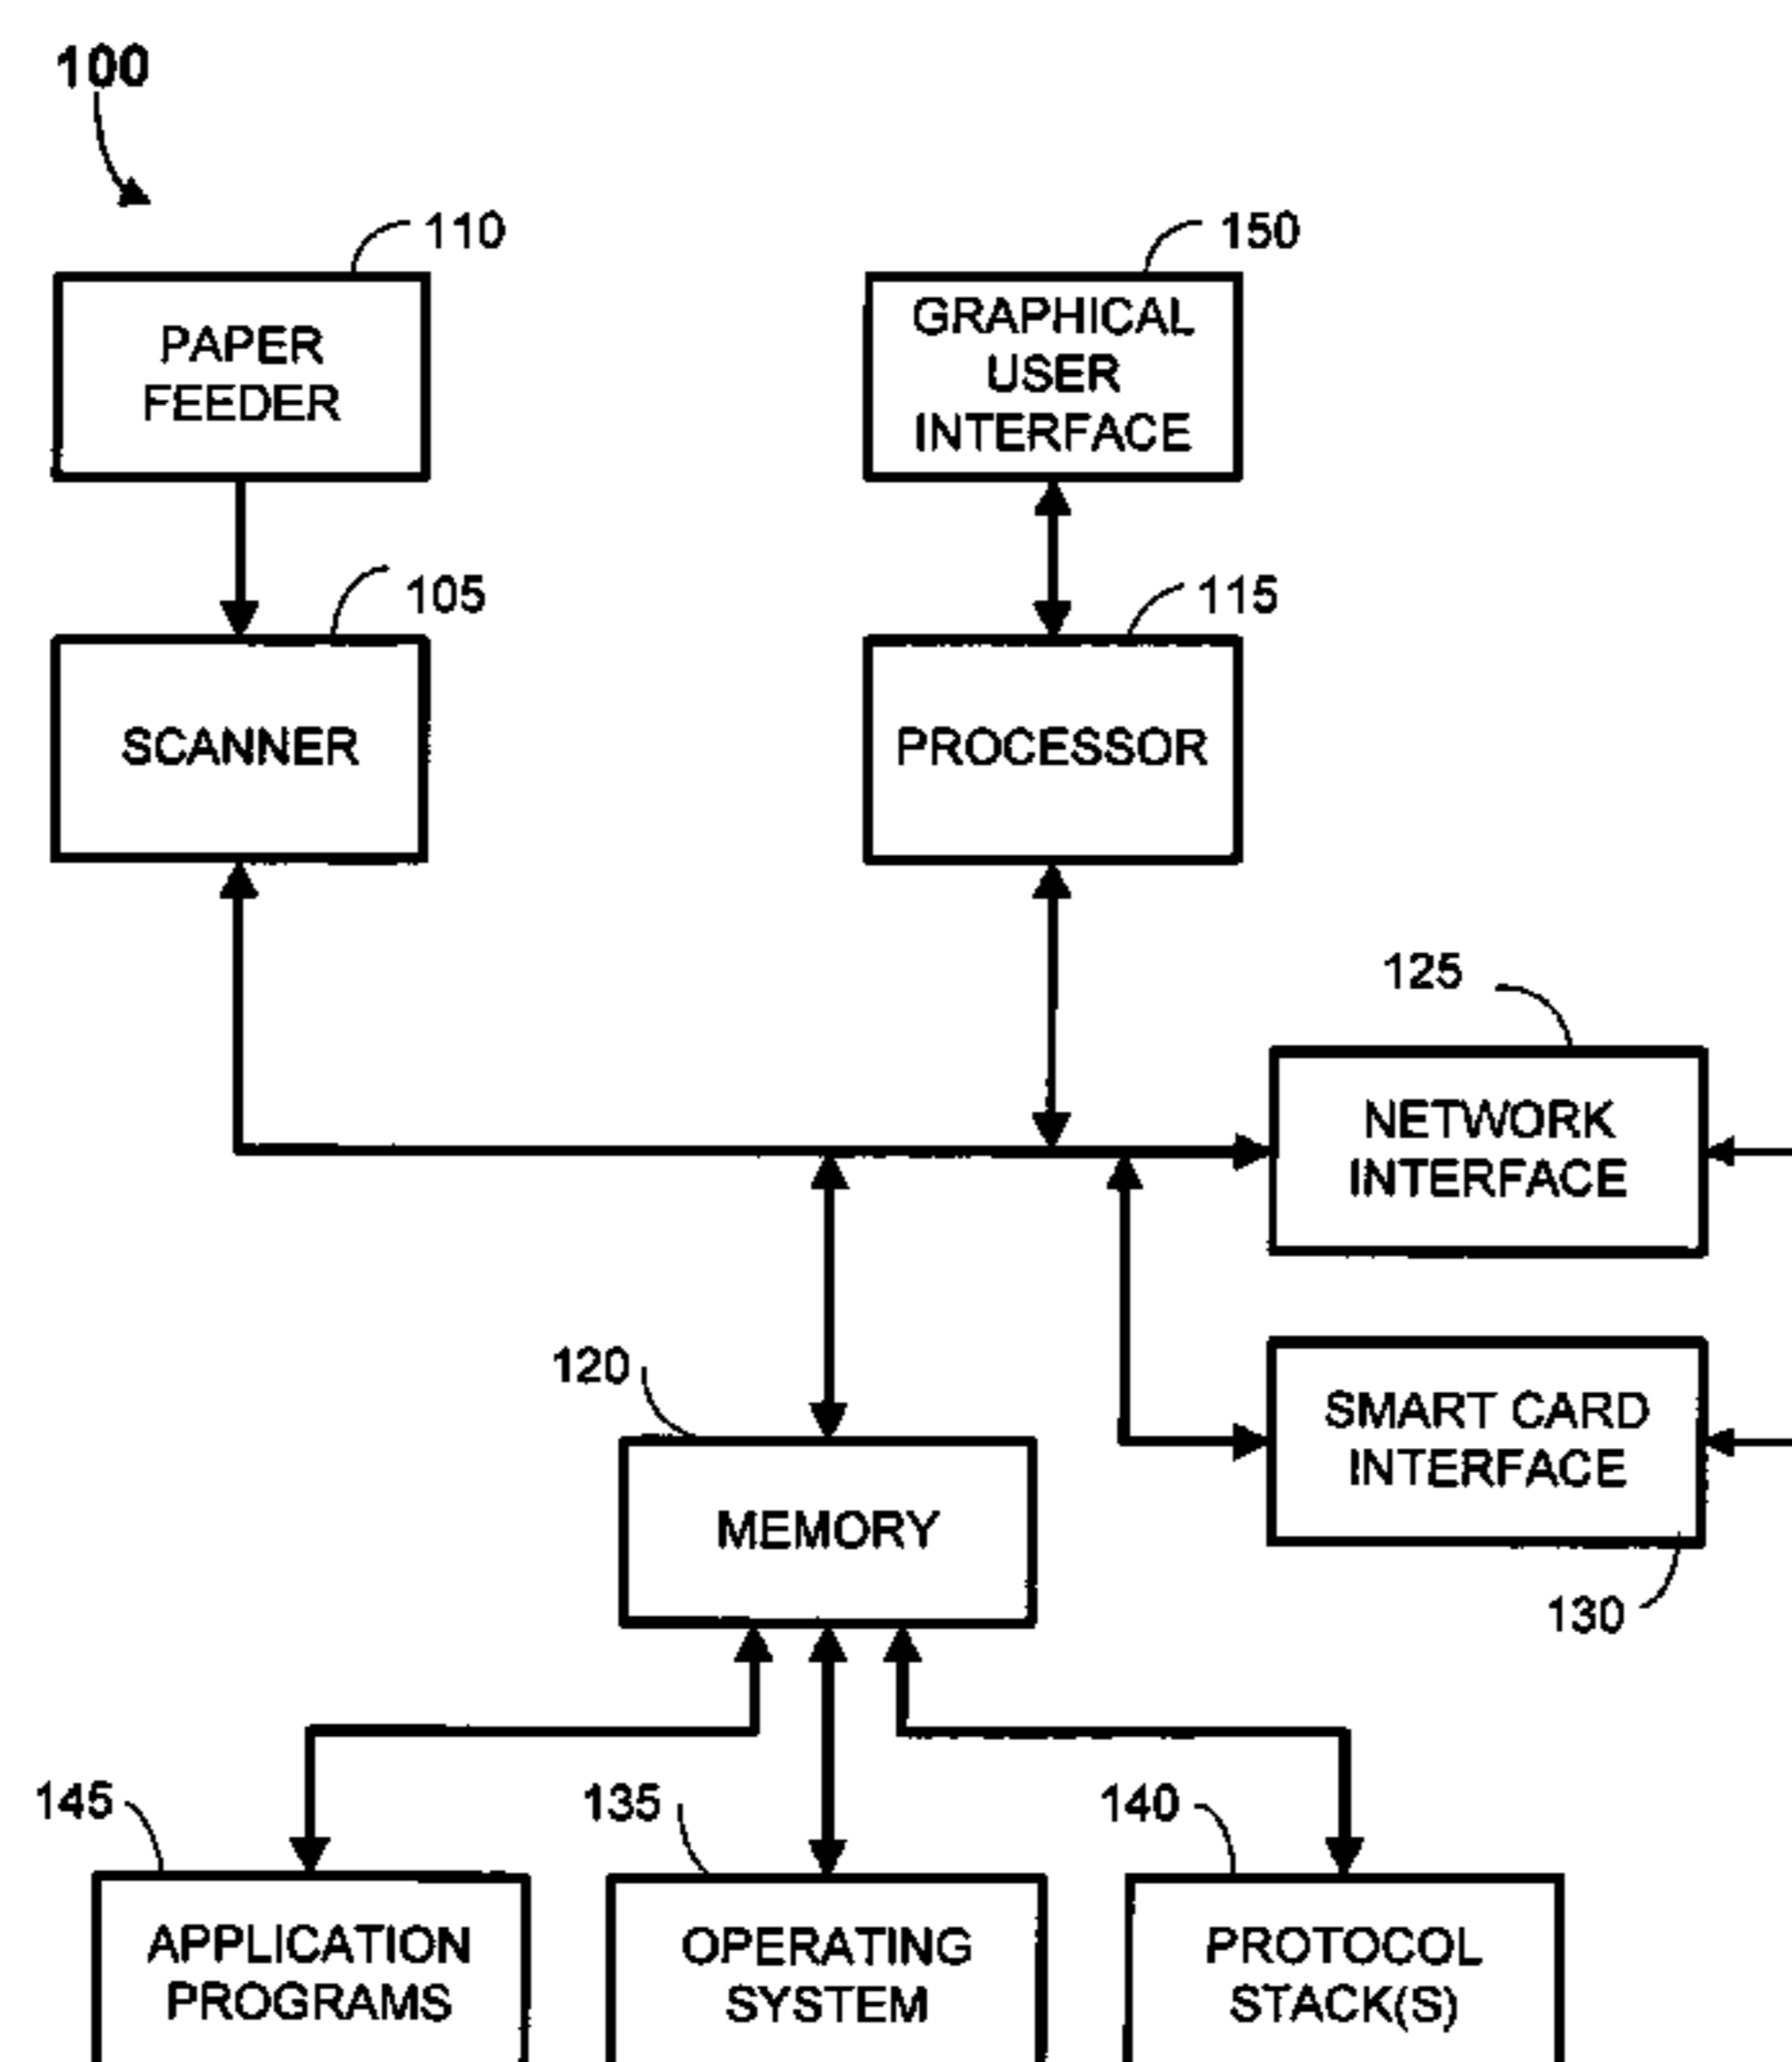 100
110
PAPER
FEEDER
150
GRAPHICAL
USER
INTERFACE
105
SCANNER
115
PROCESSOR
125
NETWORK
INTERFACE
120
MEMORY
SMART CARD
INTERFACE
130
145
APPLICATION
PROGRAMS
135
OPERATING
SYSTEM
140
PROTOCOL
STACK(S)